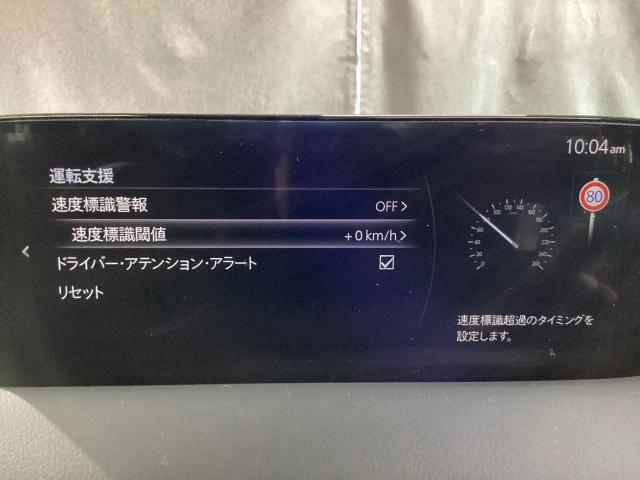 10:04am
運転支援
速度標識警報 OFF >
速度標識閾値 +0 km/h >
ドライバー・アテンション・アラート
リセット
80
速度標識超過のタイミングを
設定します。